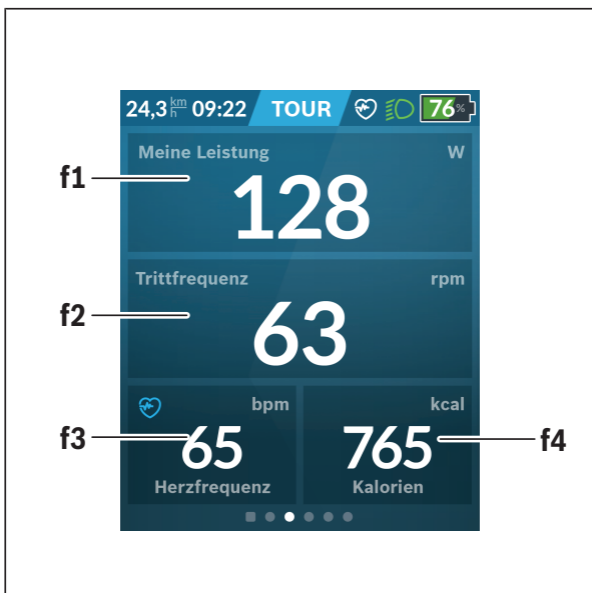 24,3 km/h 09:22 TOUR 76%
Meine Leistung W
f1 128
Trittfrequenz rpm
f2 63
bpm kcal
f3 65 765 f4
Herzfrequenz Kalorien